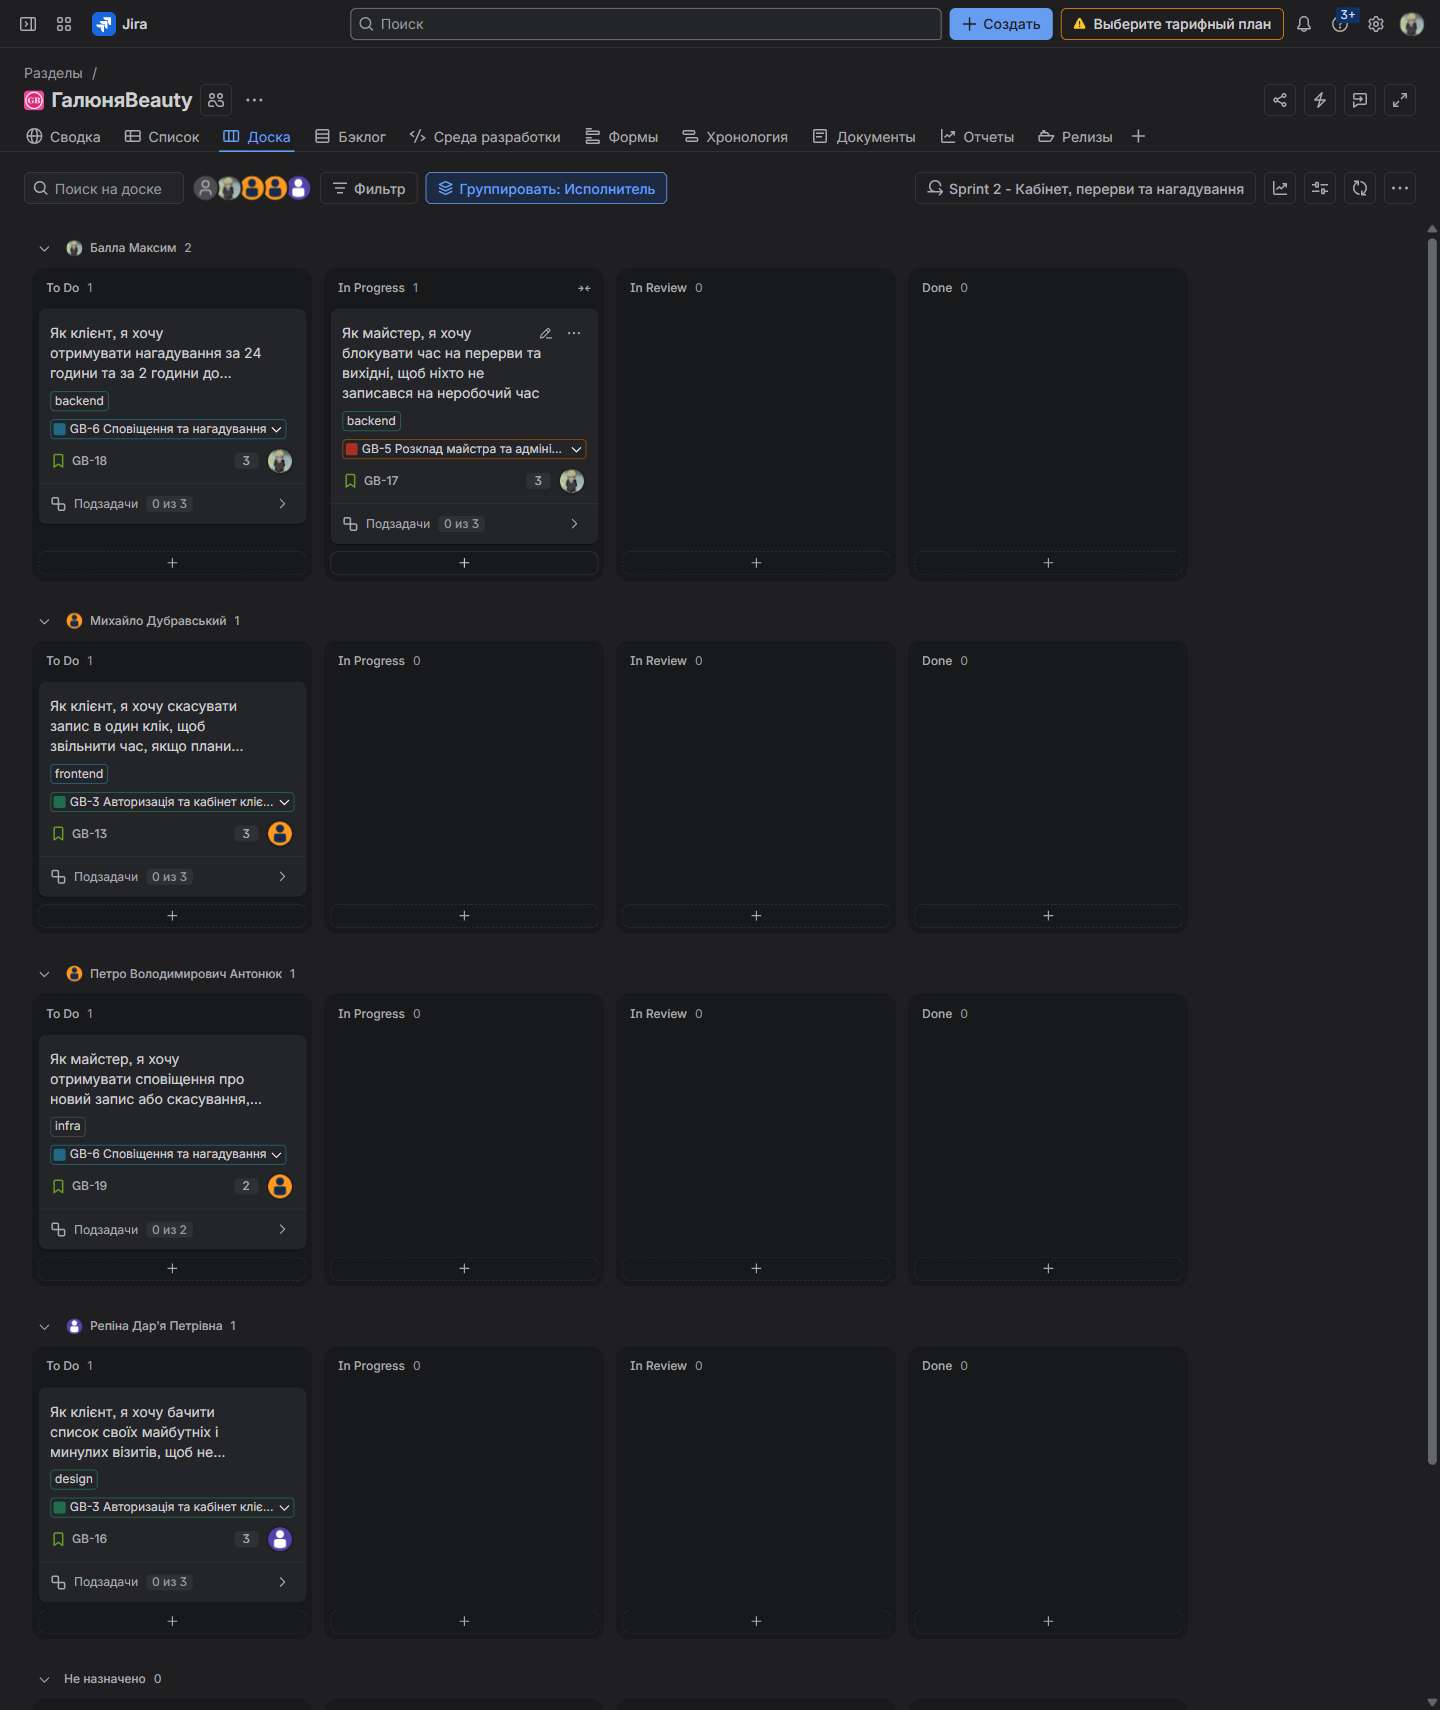 Jira
Поиск
Создать
Выберите тарифный план
3+
Разделы /
GB
ГалюняBeauty
Сводка
Список
Доска
Бэклог
Среда разработки
Формы
Хронология
Документы
Отчеты
Релизы
Поиск на доске
Фильтр
Группировать: Исполнитель
Sprint 2 - Кабінет, перерви та нагадування
Балла Максим 2
To Do 1
In Progress 1
In Review 0
Done 0
Як клієнт, я хочу
отримувати нагадування за 24
години та за 2 години до...
backend
GB-6 Сповіщення та нагадування
GB-18
3
Подзадачи 0 из 3
Як майстер, я хочу
блокувати час на перерви та
вихідні, щоб ніхто не
записався на неробочий час
backend
GB-5 Розклад майстра та адміні...
GB-17
3
Подзадачи 0 из 3
Михайло Дубравський 1
To Do 1
In Progress 0
In Review 0
Done 0
Як клієнт, я хочу скасувати
запис в один клік, щоб
звільнити час, якщо плани...
frontend
GB-3 Авторизація та кабінет кліє...
GB-13
3
Подзадачи 0 из 3
Петро Володимирович Антонюк 1
To Do 1
In Progress 0
In Review 0
Done 0
Як майстер, я хочу
отримувати сповіщення про
новий запис або скасування,...
infra
GB-6 Сповіщення та нагадування
GB-19
2
Подзадачи 0 из 2
Репіна Дар'я Петрівна 1
To Do 1
In Progress 0
In Review 0
Done 0
Як клієнт, я хочу бачити
список своїх майбутніх і
минулих візитів, щоб не...
design
GB-3 Авторизація та кабінет кліє...
GB-16
3
Подзадачи 0 из 3
Не назначено 0